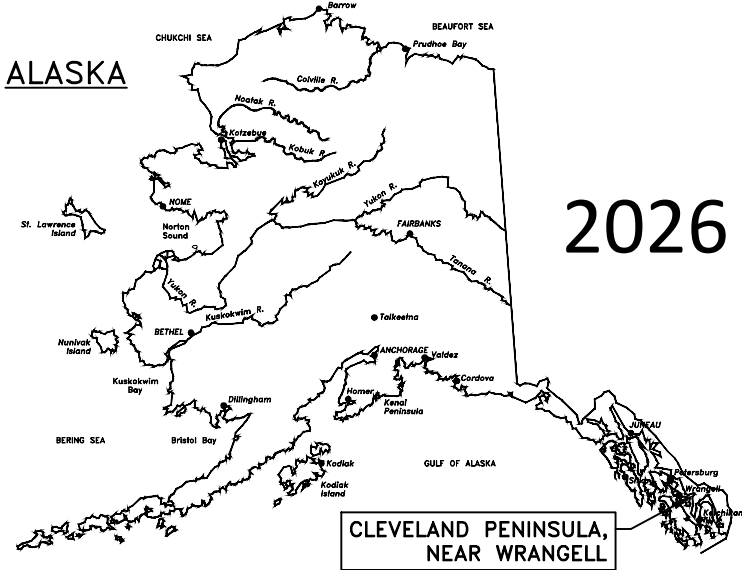 Barrow
BEAUFORT SEA
CHUKCHI SEA
Prudhoe Bay
ALASKA
Colville R.
Noatak R.
Kotzebue
Kobuk R.
Koyukuk R.
Yukon R.
NOME
2026
St. Lawrence
Island
Norton
Sound
FAIRBANKS
Tanana R.
Yukon R.
Kuskokwim R.
Talkeetna
BETHEL
Nunivak
Island
ANCHORAGE
Valdez
Kuskokwim
Bay
Cordova
Homer
Kenai
Peninsula
Dillingham
JUNEAU
BERING SEA
Bristol Bay
Kodiak
GULF OF ALASKA
Kodiak
Island
Petersburg
Wrangell
Ketchikan
CLEVELAND PENINSULA,
NEAR WRANGELL